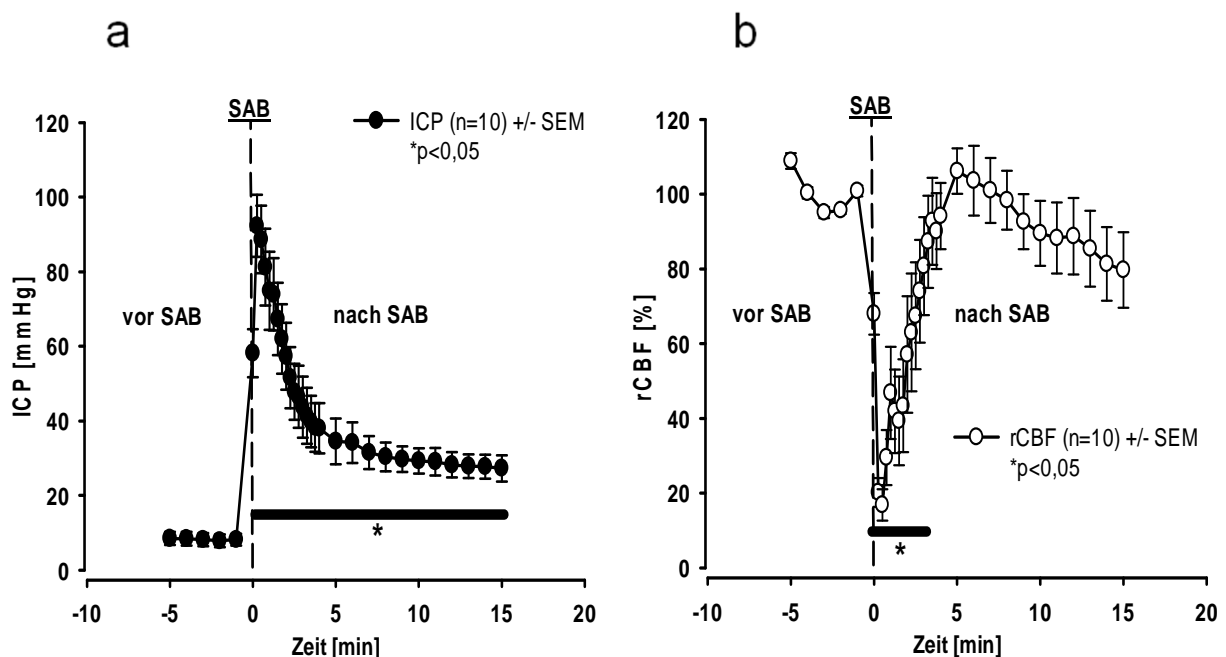 a
SAB
ICP (n=10) +/- SEM
*p<0,05
120
100
80
60
40
20
0
ICP [mm Hg]
vor SAB
nach SAB
*
-10
-5
0
5
10
15
20
Zeit [min]
b
SAB
120
100
80
60
40
20
0
rCBF [%]
vor SAB
nach SAB
rCBF (n=10) +/- SEM
*p<0,05
*
-10
-5
0
5
10
15
20
Zeit [min]